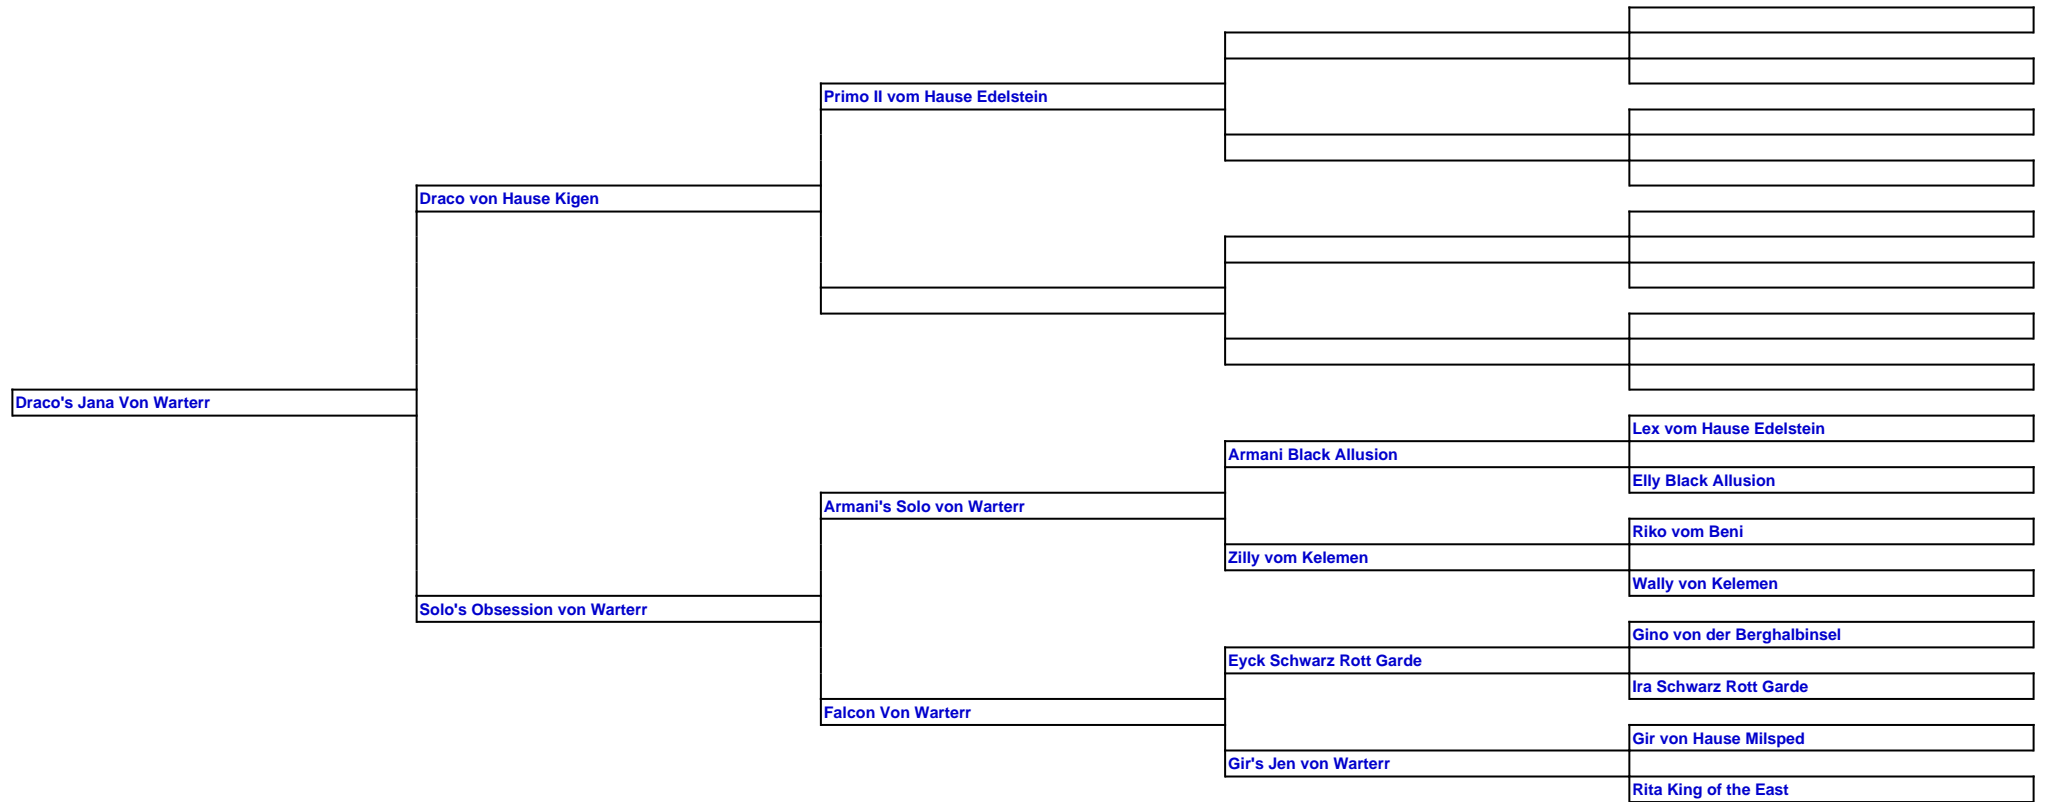 Primo II vom Hause Edelstein
Draco von Hause Kigen
Draco's Jana Von Warterr
Lex vom Hause Edelstein
Armani Black Allusion
Elly Black Allusion
Armani's Solo von Warterr
Riko vom Beni
Zilly vom Kelemen
Wally von Kelemen
Solo's Obsession von Warterr
Gino von der Berghalbinsel
Eyck Schwarz Rott Garde
Ira Schwarz Rott Garde
Falcon Von Warterr
Gir von Hause Milsped
Gir's Jen von Warterr
Rita King of the East